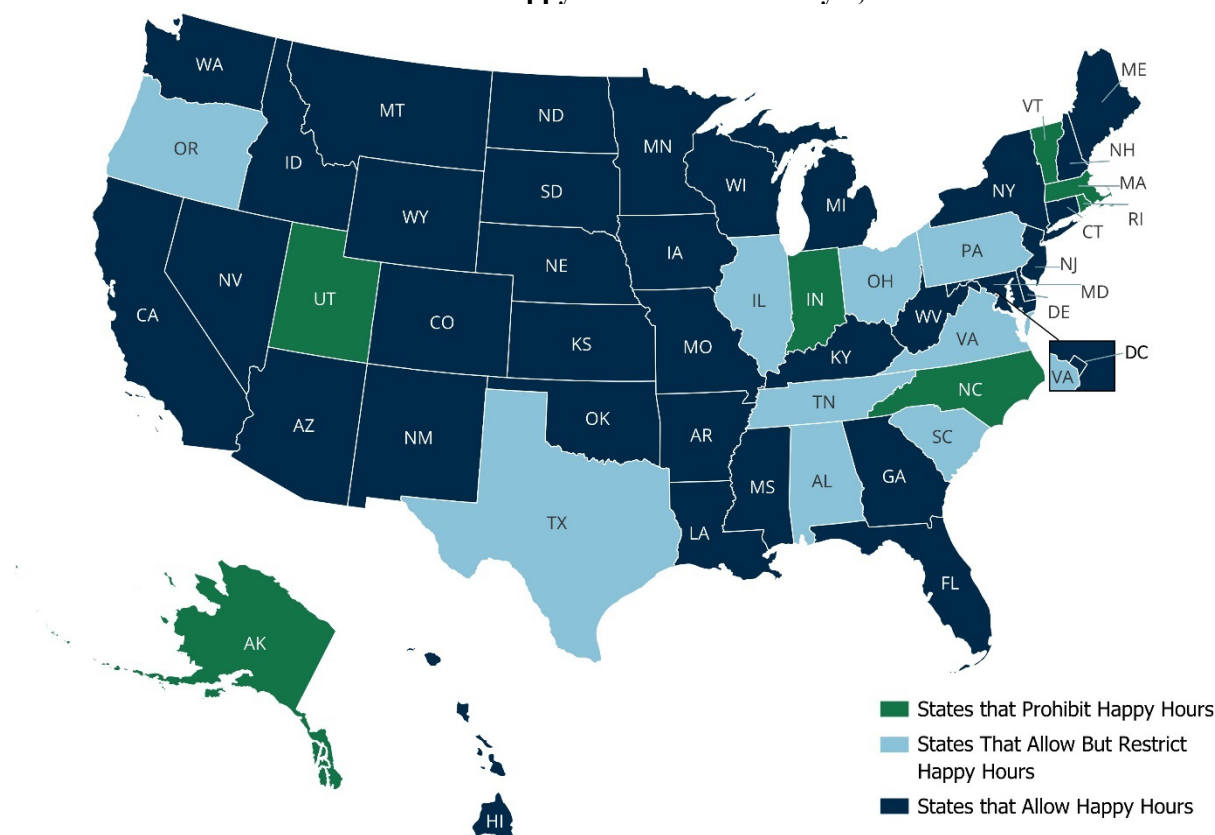 WA
ME
VT
MT
ND
OR
MN
ID
NH
WI
SD
NY
MA
MI
WY
RI
CT
PA
IA
NJ
NE
OH
NV
MD
UT
IL
IN
DE
CA
CO
WV
VA
KS
MO
KY
DC
VA
NC
TN
OK
AZ
NM
AR
SC
MS
AL
GA
TX
LA
FL
AK
States that Prohibit Happy Hours
States That Allow But Restrict
Happy Hours
States that Allow Happy Hours
HI